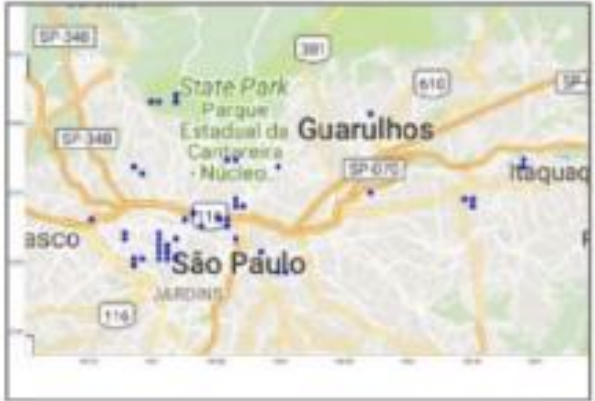 SP-348
381
610
SP-
State Park
Parque
Estadual da
Cantareira
- Núcleo
Guarulhos
SP-348
SP-070
Itaquaq
116
asco
São Paulo
JARDINS
116